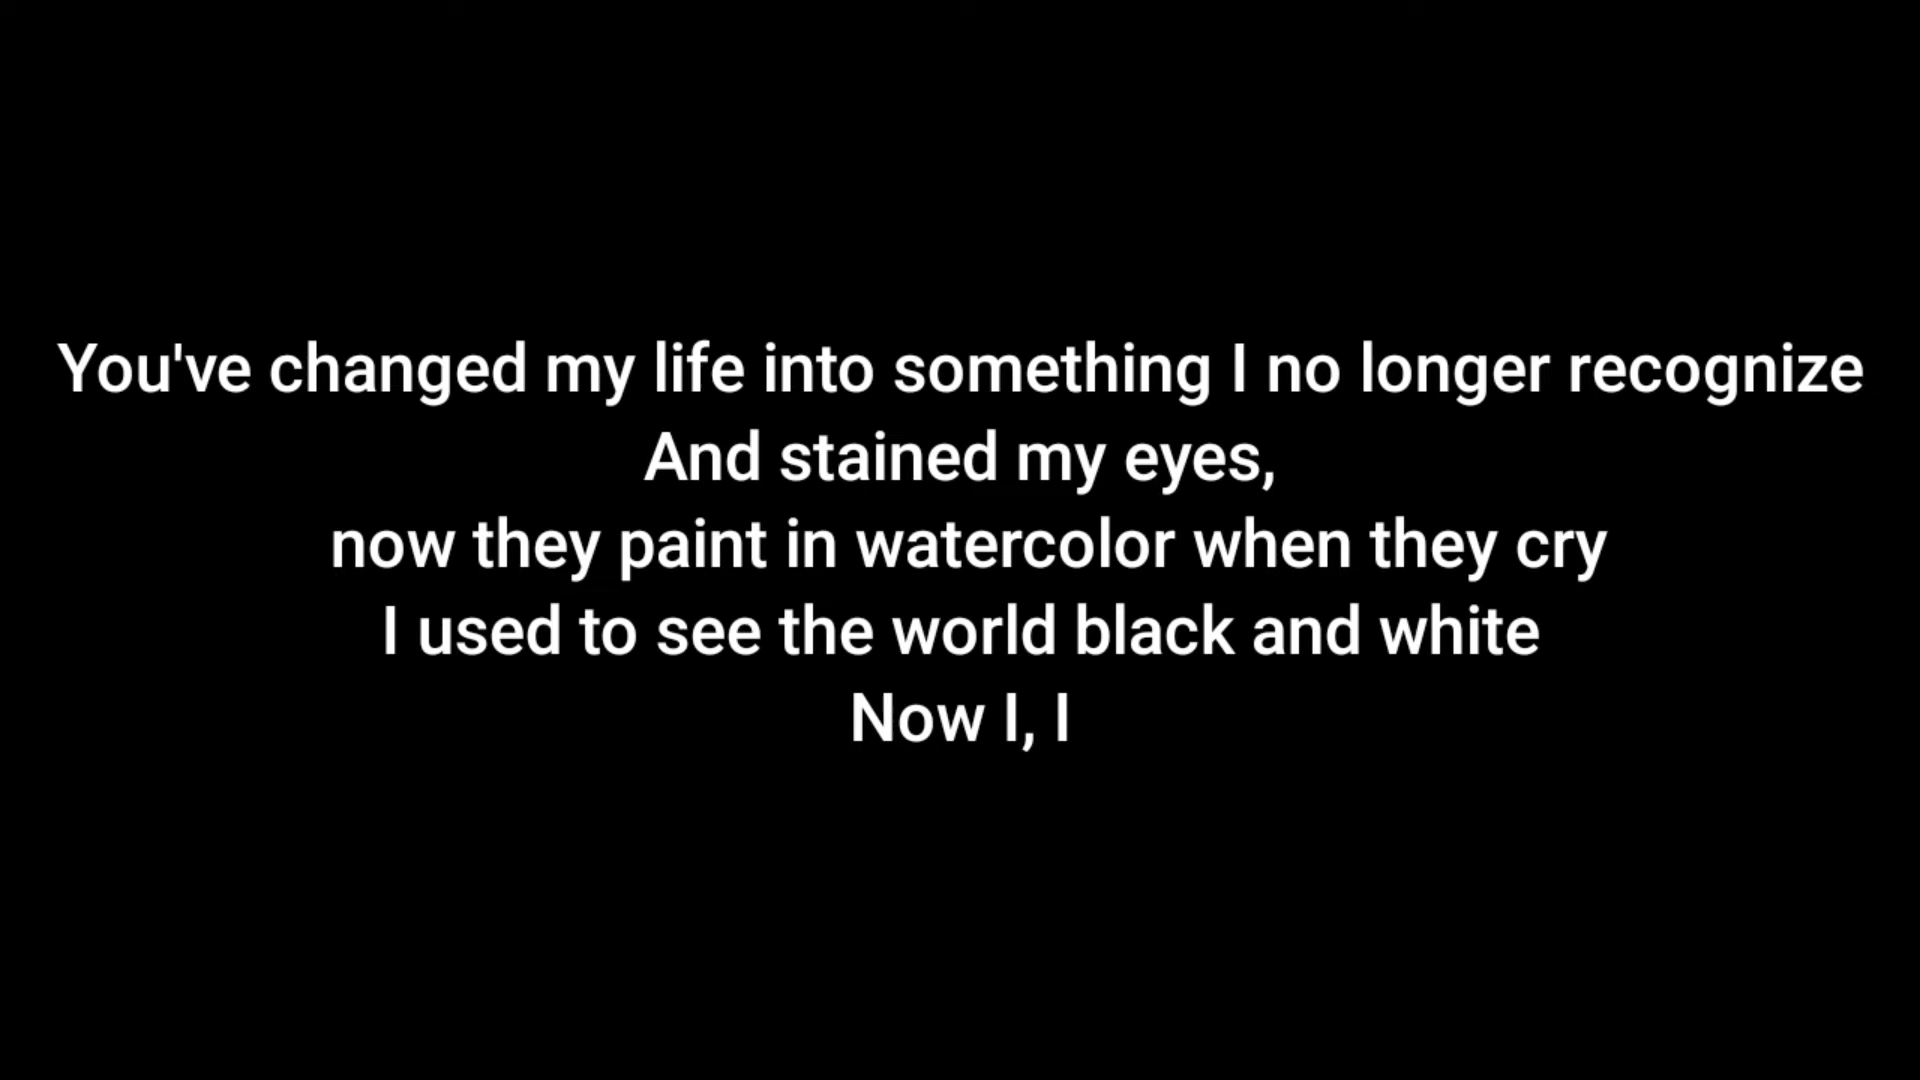 You've changed my life into something I no longer recognize
And stained my eyes,
now they paint in watercolor when they cry
I used to see the world black and white
Now I, I